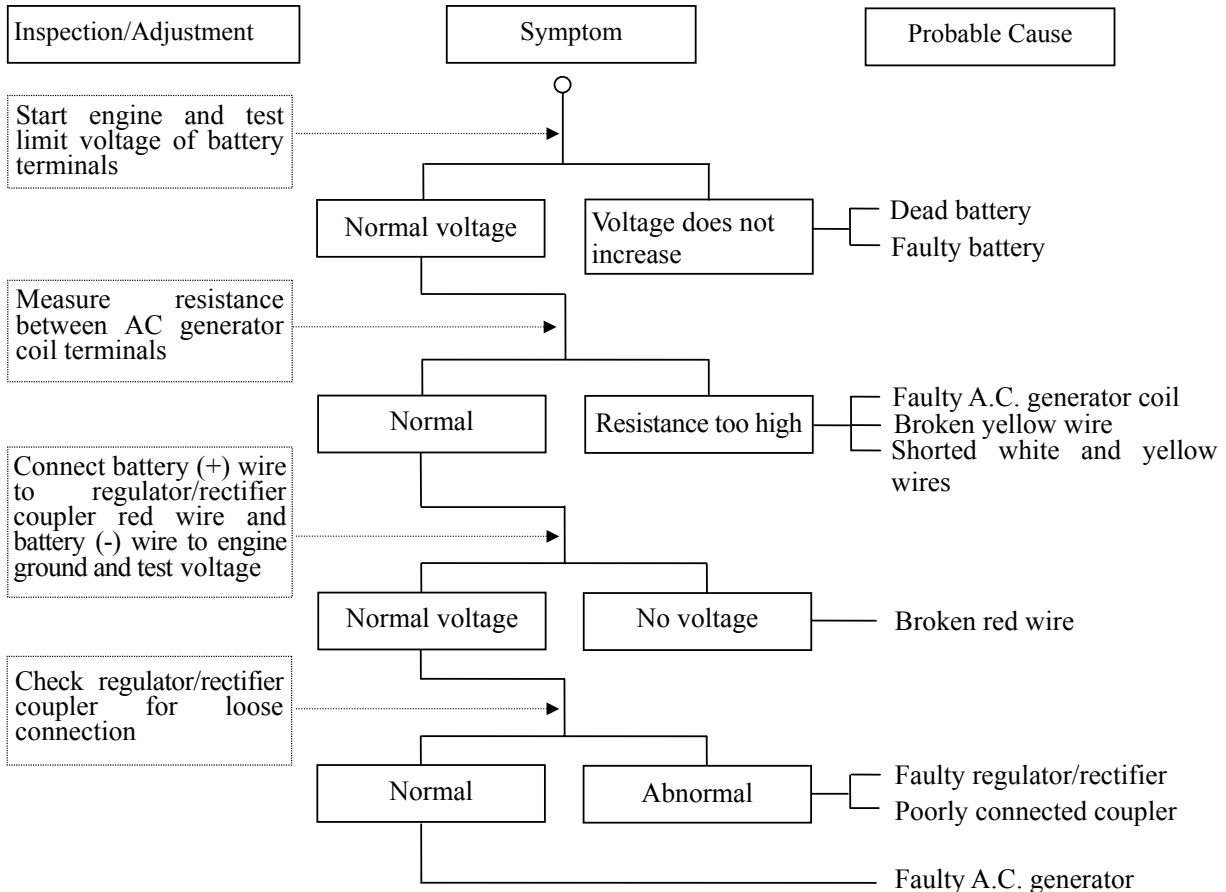 Inspection/Adjustment
Symptom
Probable Cause
Start engine and test
limit voltage of battery
terminals
Normal voltage
Voltage does not
increase
Dead battery
Faulty battery
Measure resistance
between AC generator
coil terminals
Normal
Resistance too high
Faulty A.C. generator coil
Broken yellow wire
Shorted white and yellow
wires
Connect battery (+) wire
to regulator/rectifier
coupler red wire and
battery (-) wire to engine
ground and test voltage
Normal voltage
No voltage
Broken red wire
Check regulator/rectifier
coupler for loose
connection
Normal
Abnormal
Faulty regulator/rectifier
Poorly connected coupler
Faulty A.C. generator